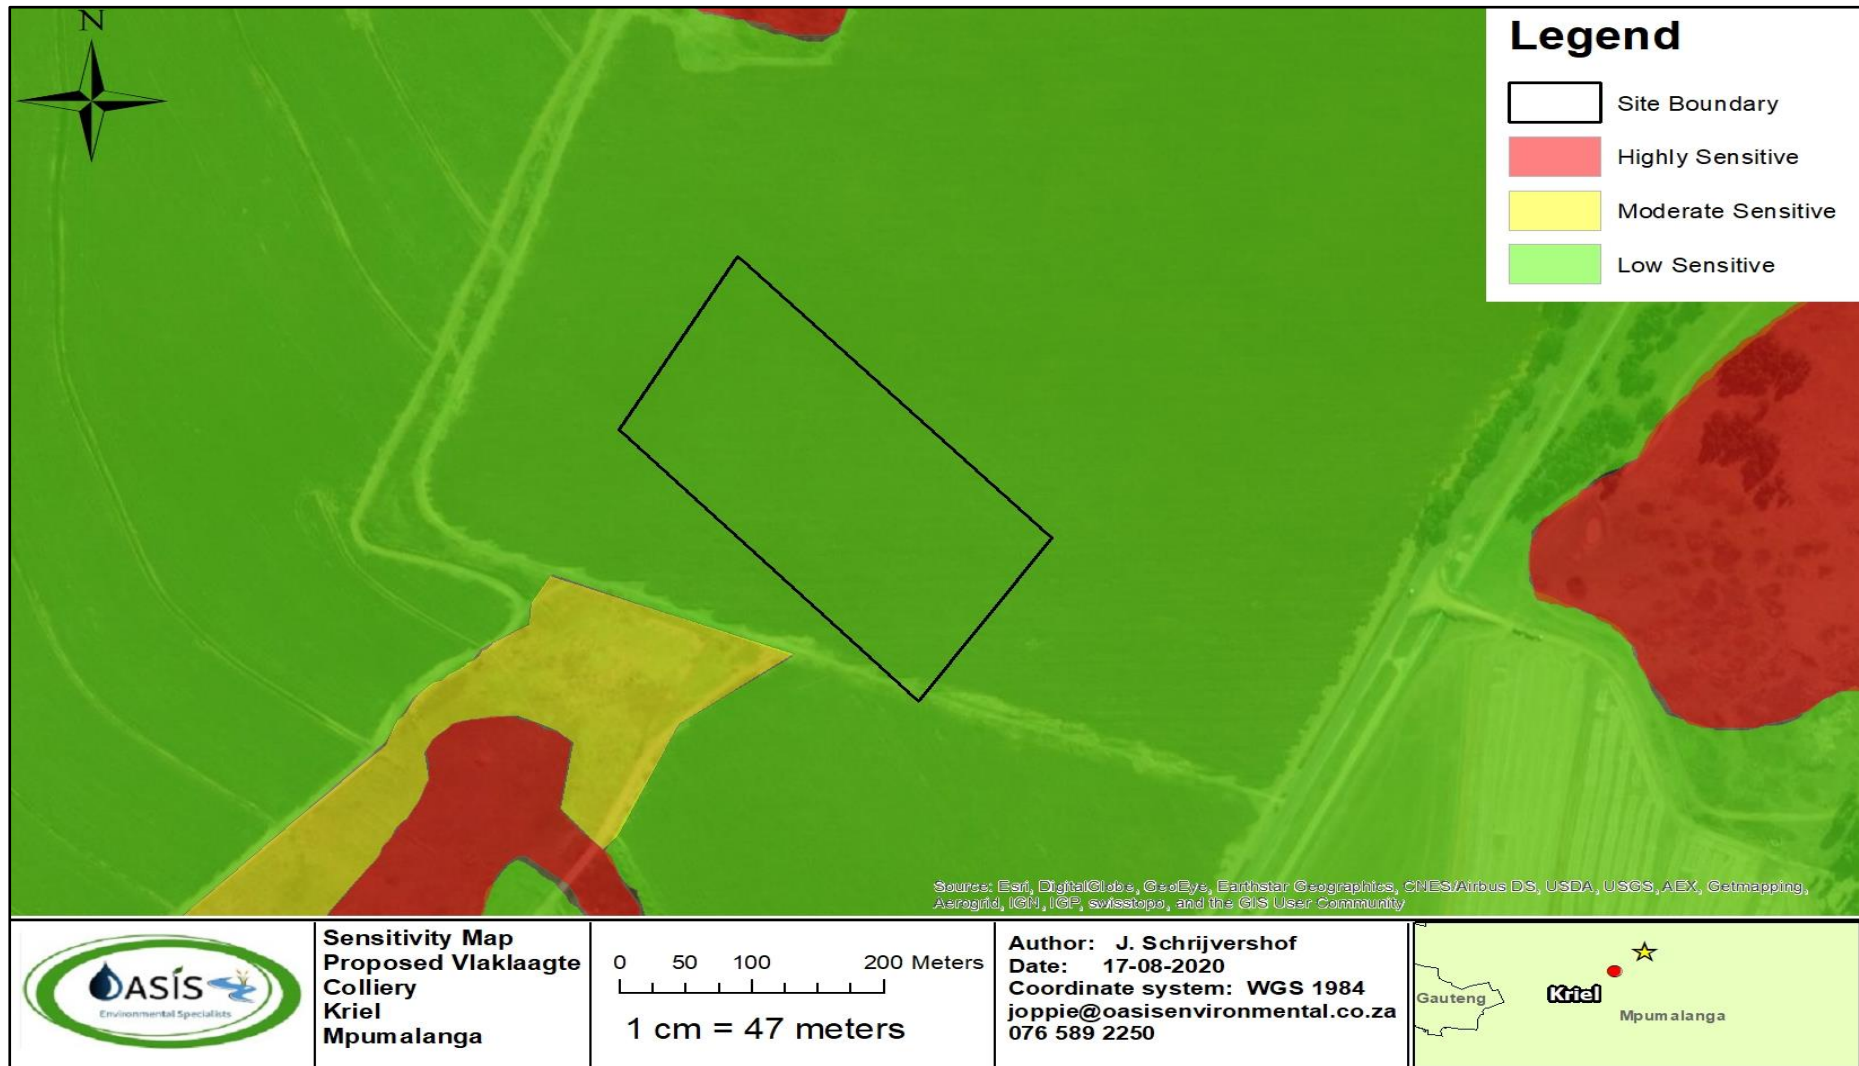 N
Legend
Site Boundary
Highly Sensitive
Moderate Sensitive
Low Sensitive
Source: Esri, DigitalGlobe, GeoEye, Earthstar Geographics, CNES/Airbus DS, USDA, USGS, AEX, Getmapping,
Aerogrid, IGN, IGP, swisstopo, and the GIS User Community
OASIS
Environmental Specialists
Sensitivity Map
Proposed Vlaklaagte
Colliery
Kriel
Mpumalanga
0 50 100 200 Meters
1 cm = 47 meters
Author: J. Schrijvershof
Date: 17-08-2020
Coordinate system: WGS 1984
joppie@oasisenvironmental.co.za
076 589 2250
Gauteng
Kriel
Mpumalanga